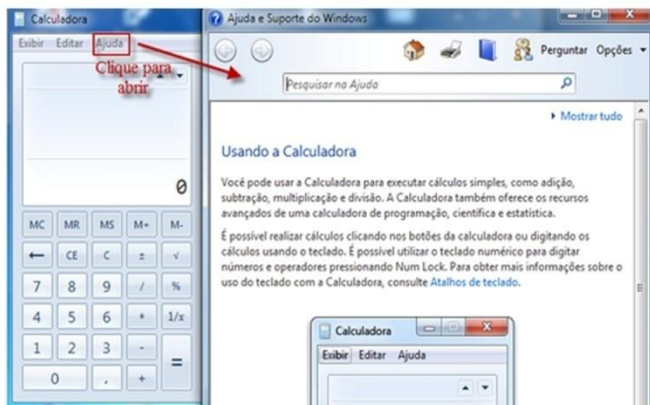 Calculadora
Exibir Editar Ajuda
Clique para
abrir
0
MC MR MS M+ M-
← CE C ± √
7 8 9 / %
4 5 6 * 1/x
1 2 3 - =
0 , +
Ajuda e Suporte do Windows
Perguntar Opções
Pesquisar na Ajuda
Mostrar tudo
Usando a Calculadora
Você pode usar a Calculadora para executar cálculos simples, como adição,
subtração, multiplicação e divisão. A Calculadora também oferece os recursos
avançados de uma calculadora de programação, científica e estatística.
É possível realizar cálculos clicando nos botões da calculadora ou digitando os
cálculos usando o teclado. É possível utilizar o teclado numérico para digitar
números e operadores pressionando Num Lock. Para obter mais informações sobre o
uso do teclado com a Calculadora, consulte Atalhos de teclado.
Calculadora
Exibir Editar Ajuda